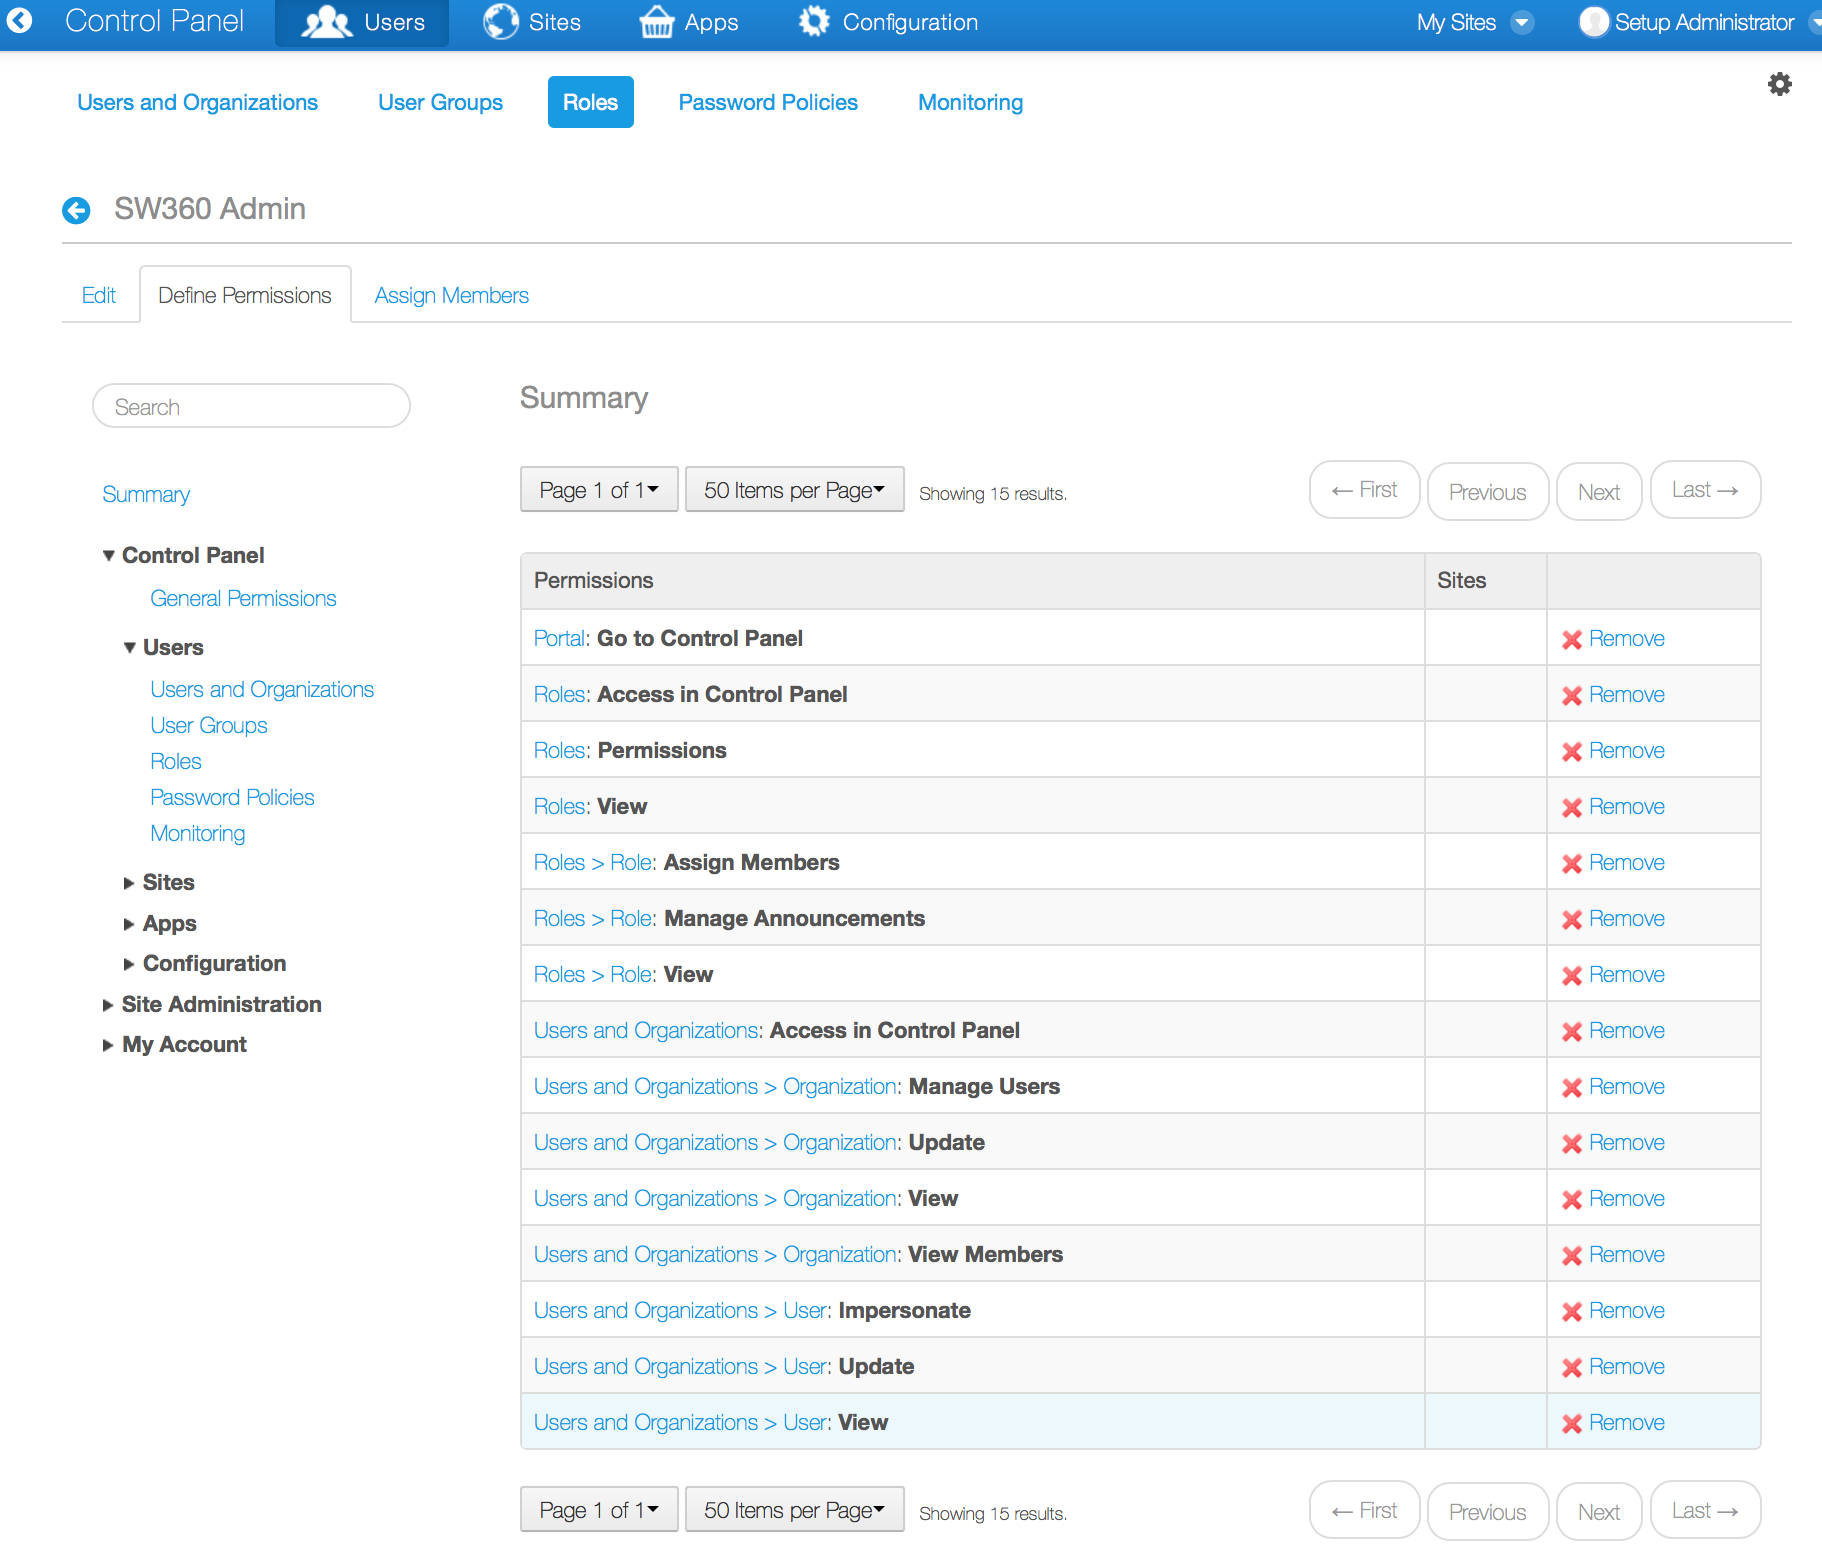 Control Panel Users Sites Apps Configuration My Sites Setup Administrator
Users and Organizations User Groups Roles Password Policies Monitoring
SW360 Admin
Edit Define Permissions Assign Members
Search
Summary
Control Panel
General Permissions
Users
Users and Organizations
User Groups
Roles
Password Policies
Monitoring
Sites
Apps
Configuration
Site Administration
My Account
Summary
Page 1 of 1 50 Items per Page Showing 15 results. ← First Previous Next Last →
Permissions Sites
Portal: Go to Control Panel Remove
Roles: Access in Control Panel Remove
Roles: Permissions Remove
Roles: View Remove
Roles > Role: Assign Members Remove
Roles > Role: Manage Announcements Remove
Roles > Role: View Remove
Users and Organizations: Access in Control Panel Remove
Users and Organizations > Organization: Manage Users Remove
Users and Organizations > Organization: Update Remove
Users and Organizations > Organization: View Remove
Users and Organizations > Organization: View Members Remove
Users and Organizations > User: Impersonate Remove
Users and Organizations > User: Update Remove
Users and Organizations > User: View Remove
Page 1 of 1 50 Items per Page Showing 15 results. ← First Previous Next Last →